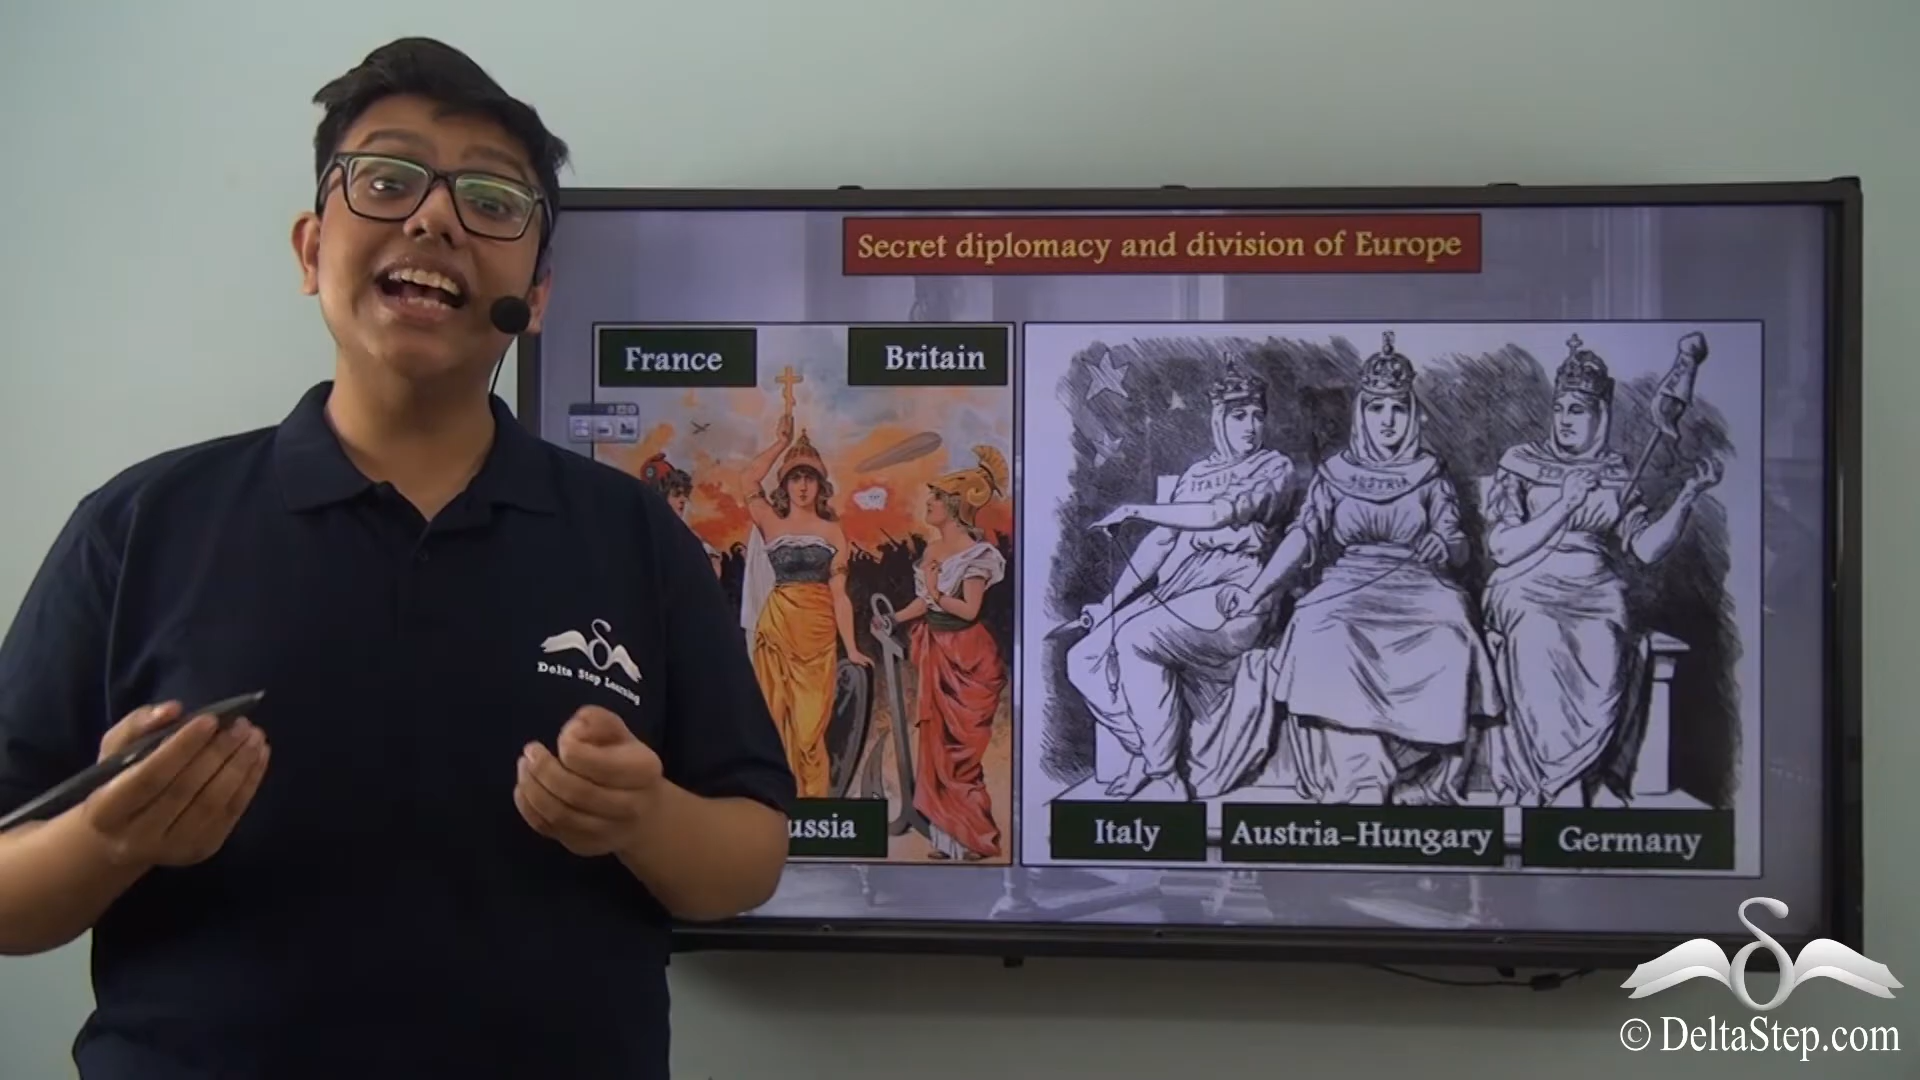 Secret diplomacy and division of Europe
France
Britain
ITALIA
AUSTRIA
ussia
Italy
Austria-Hungary
Germany
Delta Step Learning
© DeltaStep.com